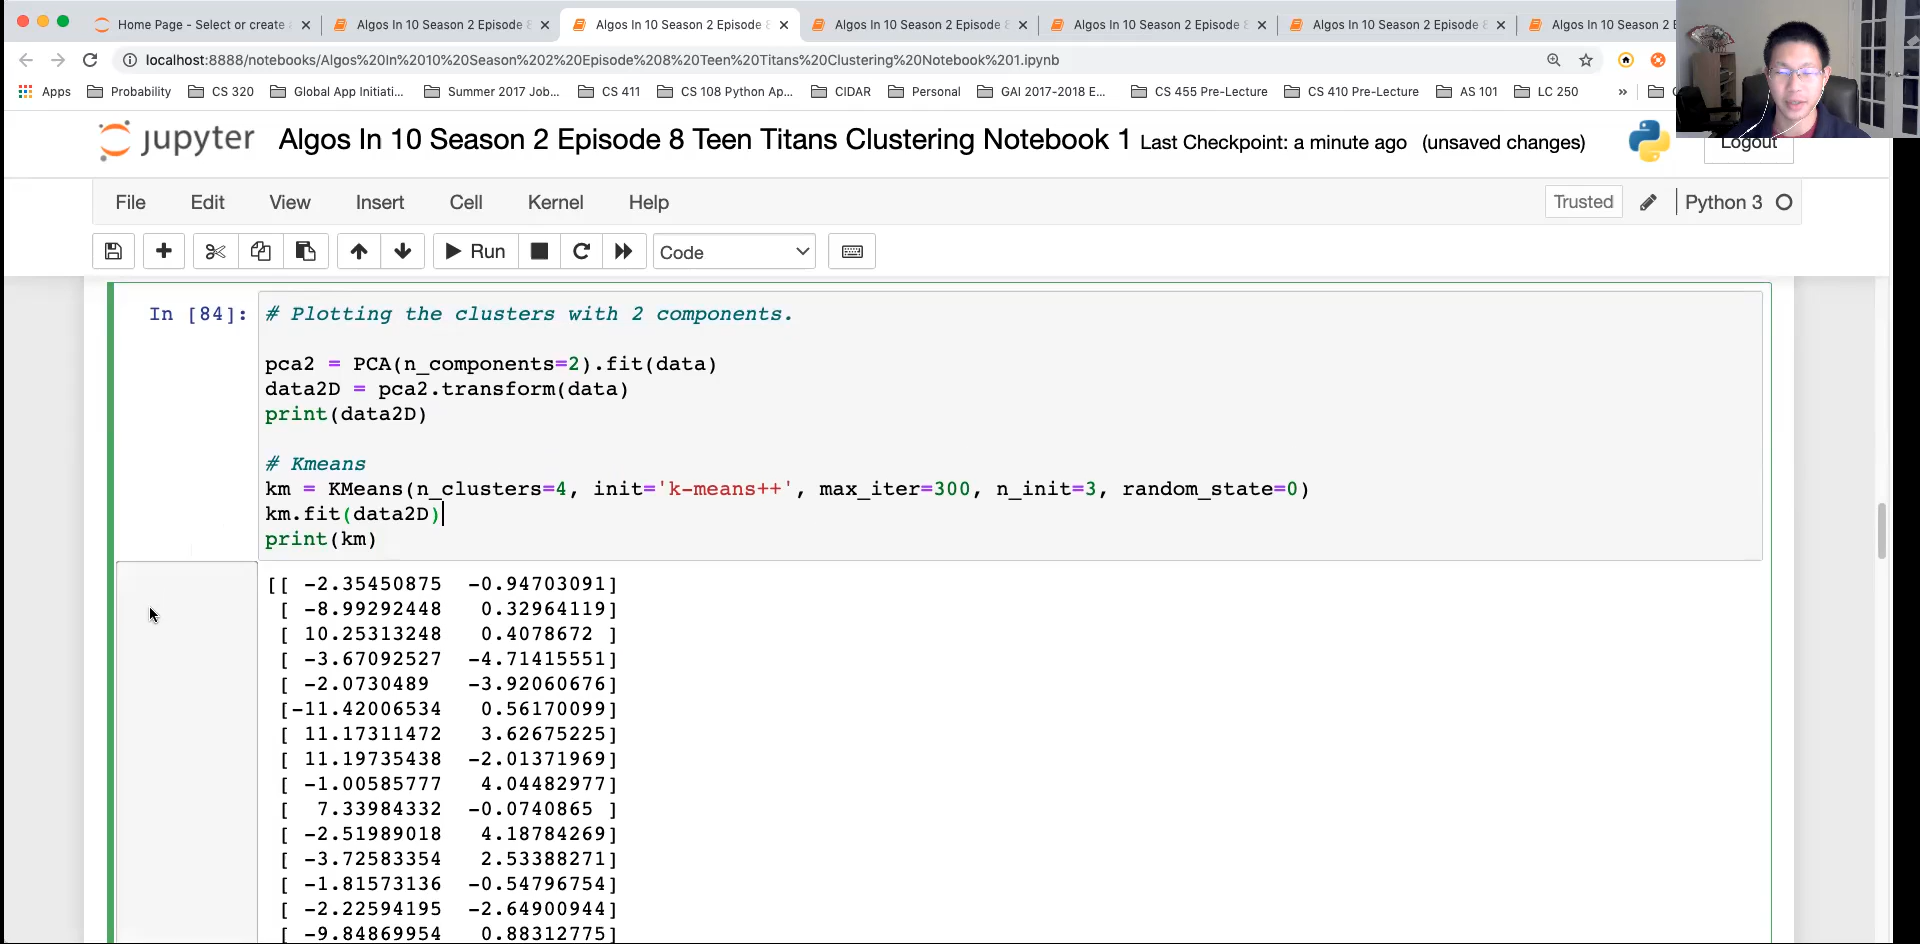 Home Page - Select or create a
Algos In 10 Season 2 Episode 8
Algos In 10 Season 2 Episode 8
Algos In 10 Season 2 Episode 8
Algos In 10 Season 2 Episode 8
Algos In 10 Season 2 Episode 8
Algos In 10 Season 2 E
localhost:8888/notebooks/Algos%20In%2010%20Season%202%20Episode%208%20Teen%20Titans%20Clustering%20Notebook%201.ipynb
Apps Probability CS 320 Global App Initiati... Summer 2017 Job... CS 411 CS 108 Python Ap... CIDAR Personal GAI 2017-2018 E... CS 455 Pre-Lecture CS 410 Pre-Lecture AS 101 LC 250 »
jupyter Algos In 10 Season 2 Episode 8 Teen Titans Clustering Notebook 1 Last Checkpoint: a minute ago (unsaved changes) Logout
File Edit View Insert Cell Kernel Help Trusted Python 3
Run Code
In [84]: # Plotting the clusters with 2 components.
pca2 = PCA(n_components=2).fit(data)
data2D = pca2.transform(data)
print(data2D)
# Kmeans
km = KMeans(n_clusters=4, init='k-means++', max_iter=300, n_init=3, random_state=0)
km.fit(data2D)
print(km)
[[ -2.35450875 -0.94703091]
[ -8.99292448 0.32964119]
[ 10.25313248 0.4078672 ]
[ -3.67092527 -4.71415551]
[ -2.0730489 -3.92060676]
[-11.42006534 0.56170099]
[ 11.17311472 3.62675225]
[ 11.19735438 -2.01371969]
[ -1.00585777 4.04482977]
[ 7.33984332 -0.0740865 ]
[ -2.51989018 4.18784269]
[ -3.72583354 2.53388271]
[ -1.81573136 -0.54796754]
[ -2.22594195 -2.64900944]
[ -9.84869954 0.88312775]